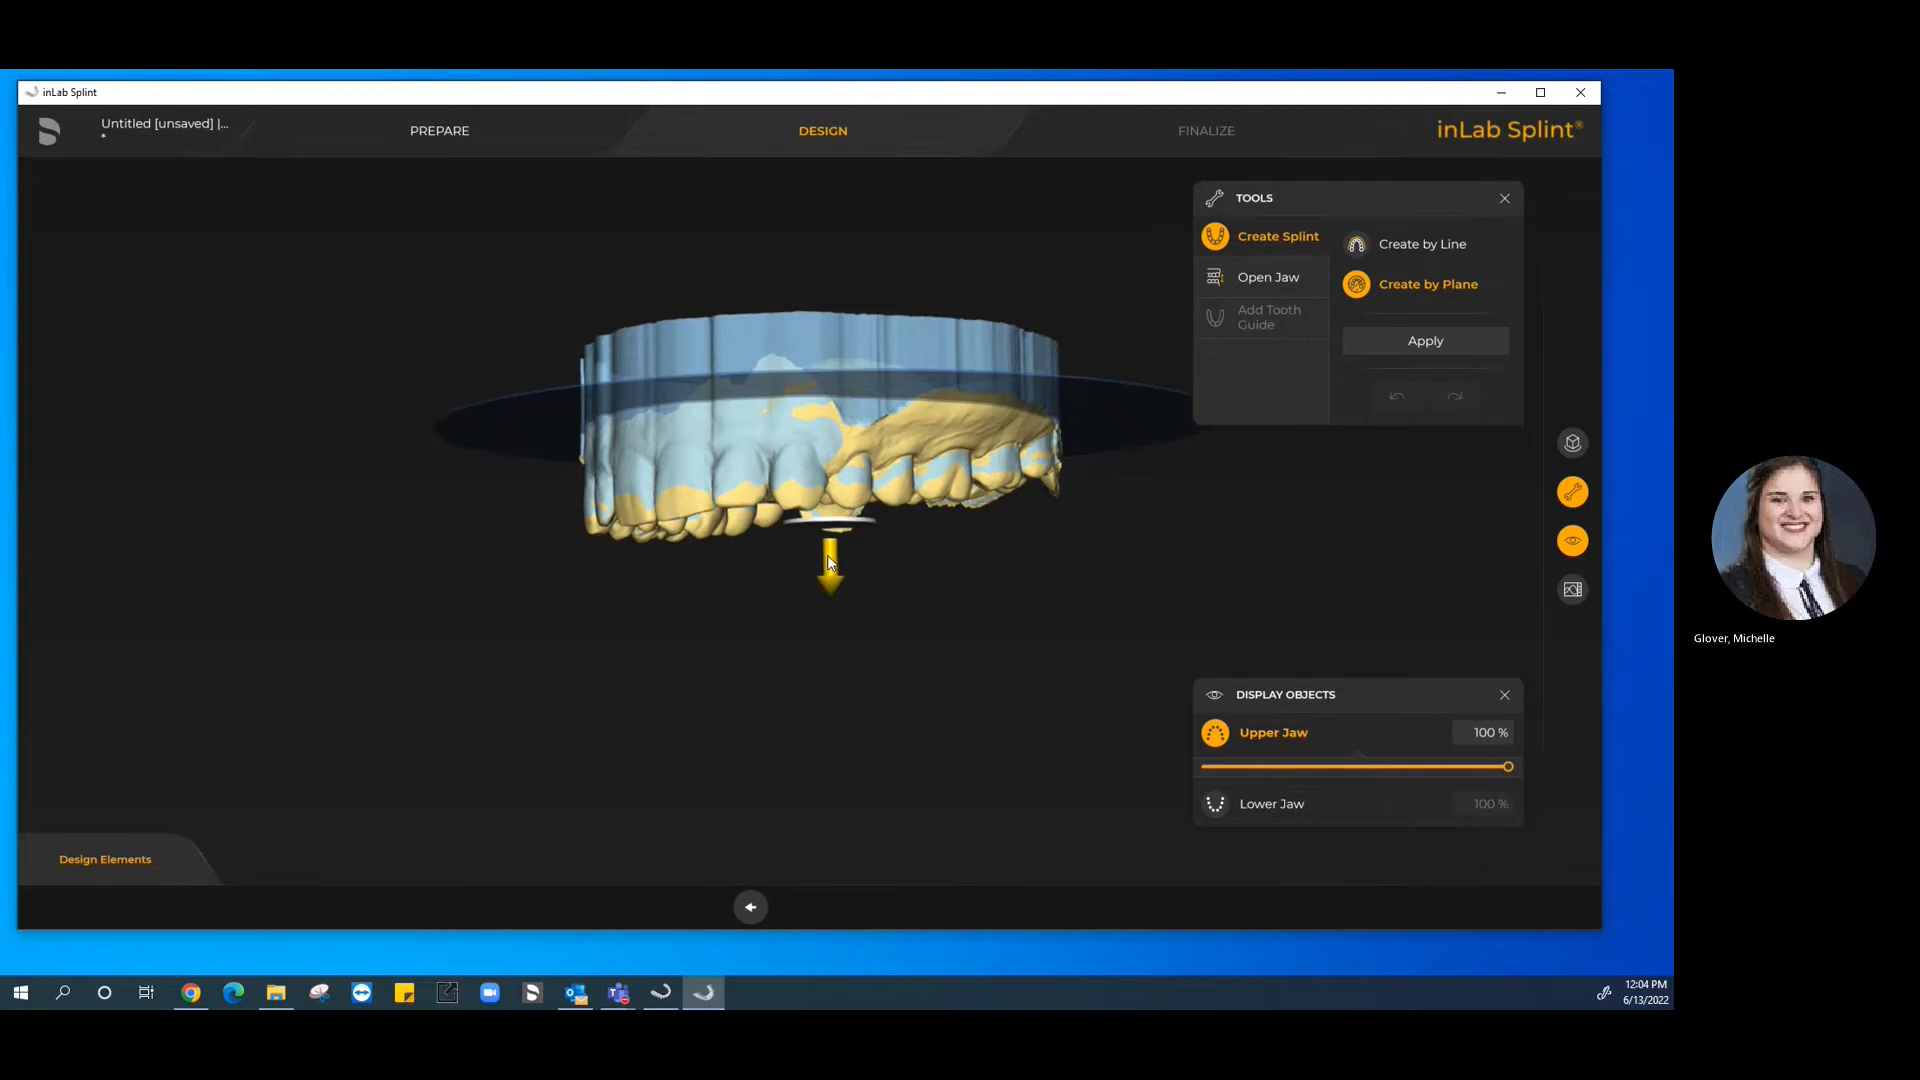 inLab Splint
Untitled [unsaved] |...
*
PREPARE
DESIGN
FINALIZE
inLab Splint®
TOOLS
Create Splint
Create by Line
Open Jaw
Create by Plane
Add Tooth
Guide
Apply
Glover, Michelle
DISPLAY OBJECTS
Upper Jaw
100 %
Lower Jaw
100 %
Design Elements
12:04 PM
6/13/2022